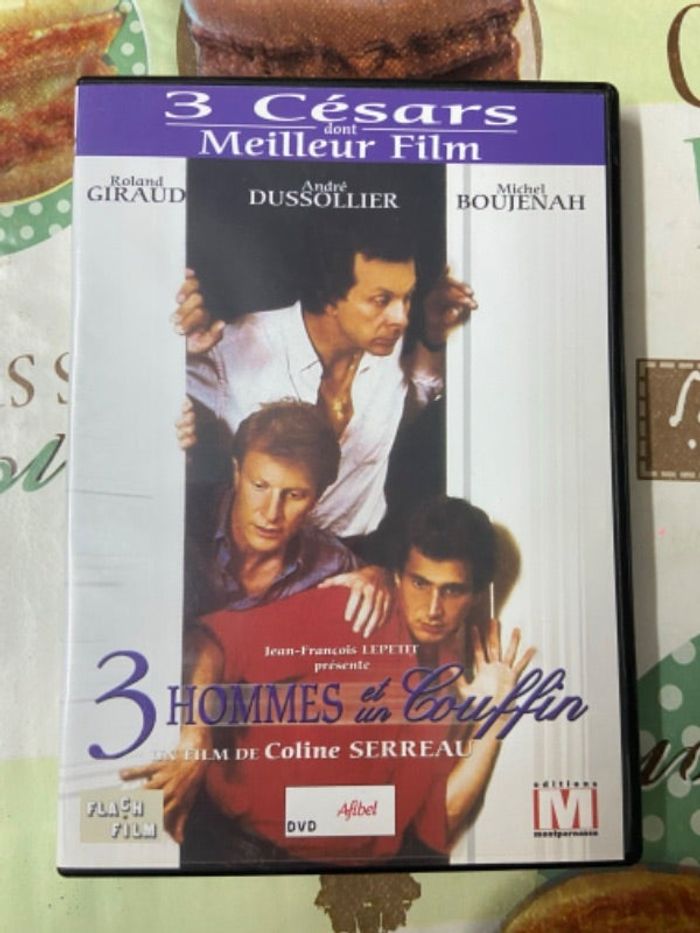 3 Césars
dont
Meilleur Film
Roland
GIRAUD
André
DUSSOLLIER
Michel
BOUJENAH
Jean-François LEPETIT
présente
3 HOMMES et un Couffin
UN FILM DE Coline SERREAU
FLACH
FILM
DVD
Afibel
editions
M
montparnasse